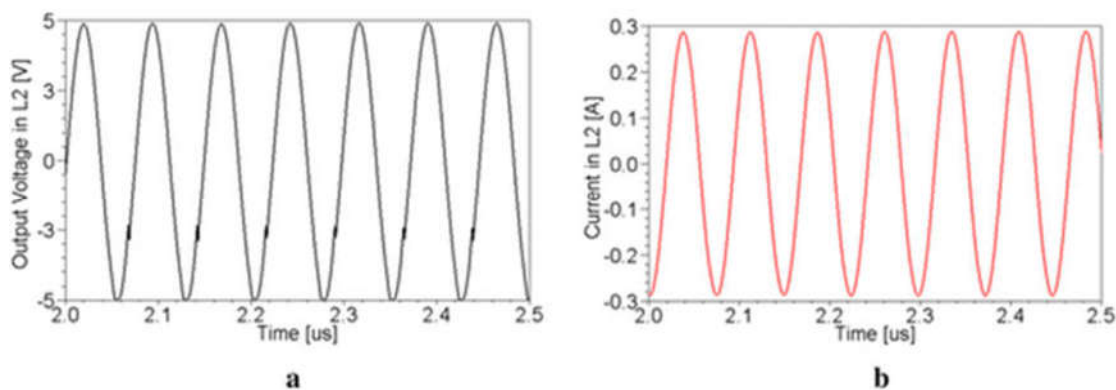 Output Voltage in L2 [V]
5
3
0
-3
-5
2.0 2.1 2.2 2.3 2.4 2.5
Time [us]
a
Current in L2 [A]
0.3
0.2
0.1
0.0
-0.1
-0.2
-0.3
2.0 2.1 2.2 2.3 2.4 2.5
Time [us]
b